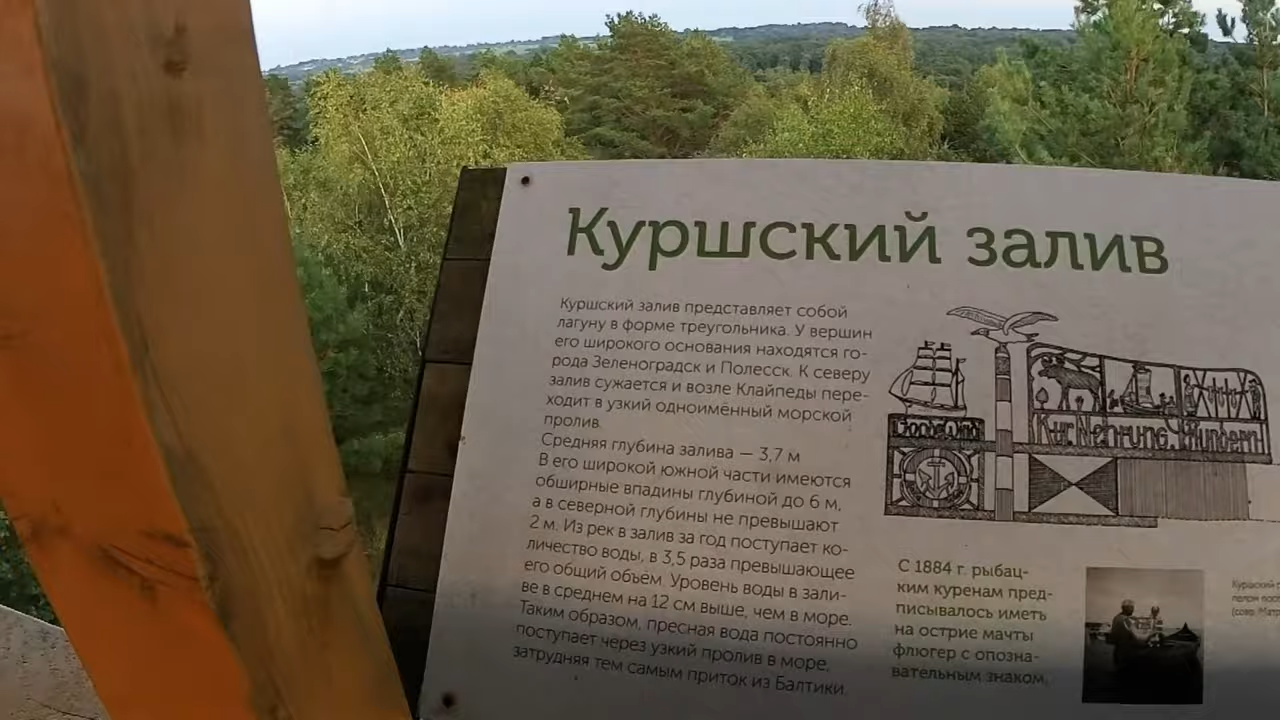 Куршский залив
Куршский залив представляет собой
лагуну в форме треугольника. У вершин
его широкого основания находятся го-
рода Зеленоградск и Полесск. К северу
залив сужается и возле Клайпеды пере-
ходит в узкий одноимённый морской
пролив.
Средняя глубина залива — 3,7 м
В его широкой южной части имеются
обширные впадины глубиной до 6 м,
а в северной глубины не превышают
2 м. Из рек в залив за год поступает ко-
личество воды, в 3,5 раза превышающее
его общий объём. Уровень воды в зали-
ве в среднем на 12 см выше, чем в море.
Таким образом, пресная вода постоянно
поступает через узкий пролив в море,
затрудняя тем самым приток из Балтики.
Goode Wind
Kur. Nehrung
С 1884 г. рыбац-
ким куренам пред-
писывалось иметь
на острие мачты
флюгер с опозна-
вательным знаком.
Куршский